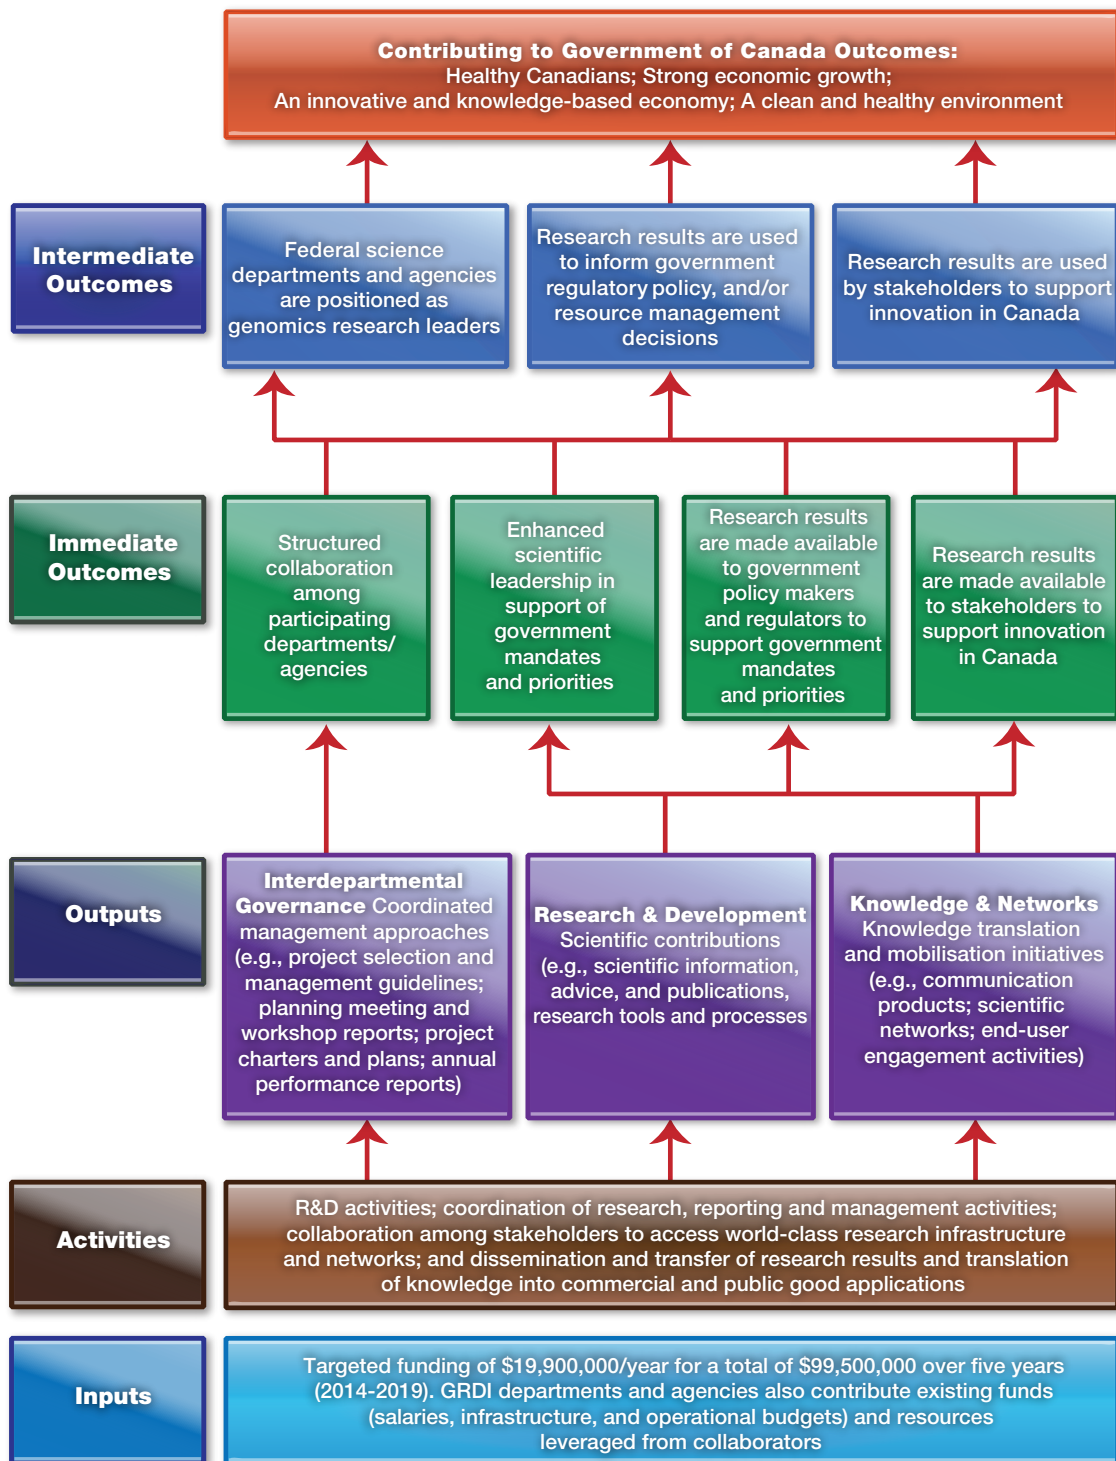 Contributing to Government of Canada Outcomes:
Healthy Canadians; Strong economic growth;
An innovative and knowledge-based economy; A clean and healthy environment
Intermediate
Outcomes
Federal science
departments and agencies
are positioned as
genomics research leaders
Research results are used
to inform government
regulatory policy, and/or
resource management
decisions
Research results are used
by stakeholders to support
innovation in Canada
Immediate
Outcomes
Structured
collaboration
among
participating
departments/
agencies
Enhanced
scientific
leadership in
support of
government
mandates
and priorities
Research results
are made available
to government
policy makers
and regulators to
support government
mandates
and priorities
Research results
are made available
to stakeholders to
support innovation
in Canada
Outputs
Interdepartmental
Governance Coordinated
management approaches
(e.g., project selection and
management guidelines;
planning meeting and
workshop reports; project
charters and plans; annual
performance reports)
Research & Development
Scientific contributions
(e.g., scientific information,
advice, and publications,
research tools and processes
Knowledge & Networks
Knowledge translation
and mobilisation initiatives
(e.g., communication
products; scientific
networks; end-user
engagement activities)
Activities
R&D activities; coordination of research, reporting and management activities;
collaboration among stakeholders to access world-class research infrastructure
and networks; and dissemination and transfer of research results and translation
of knowledge into commercial and public good applications
Inputs
Targeted funding of $19,900,000/year for a total of $99,500,000 over five years
(2014-2019). GRDI departments and agencies also contribute existing funds
(salaries, infrastructure, and operational budgets) and resources
leveraged from collaborators